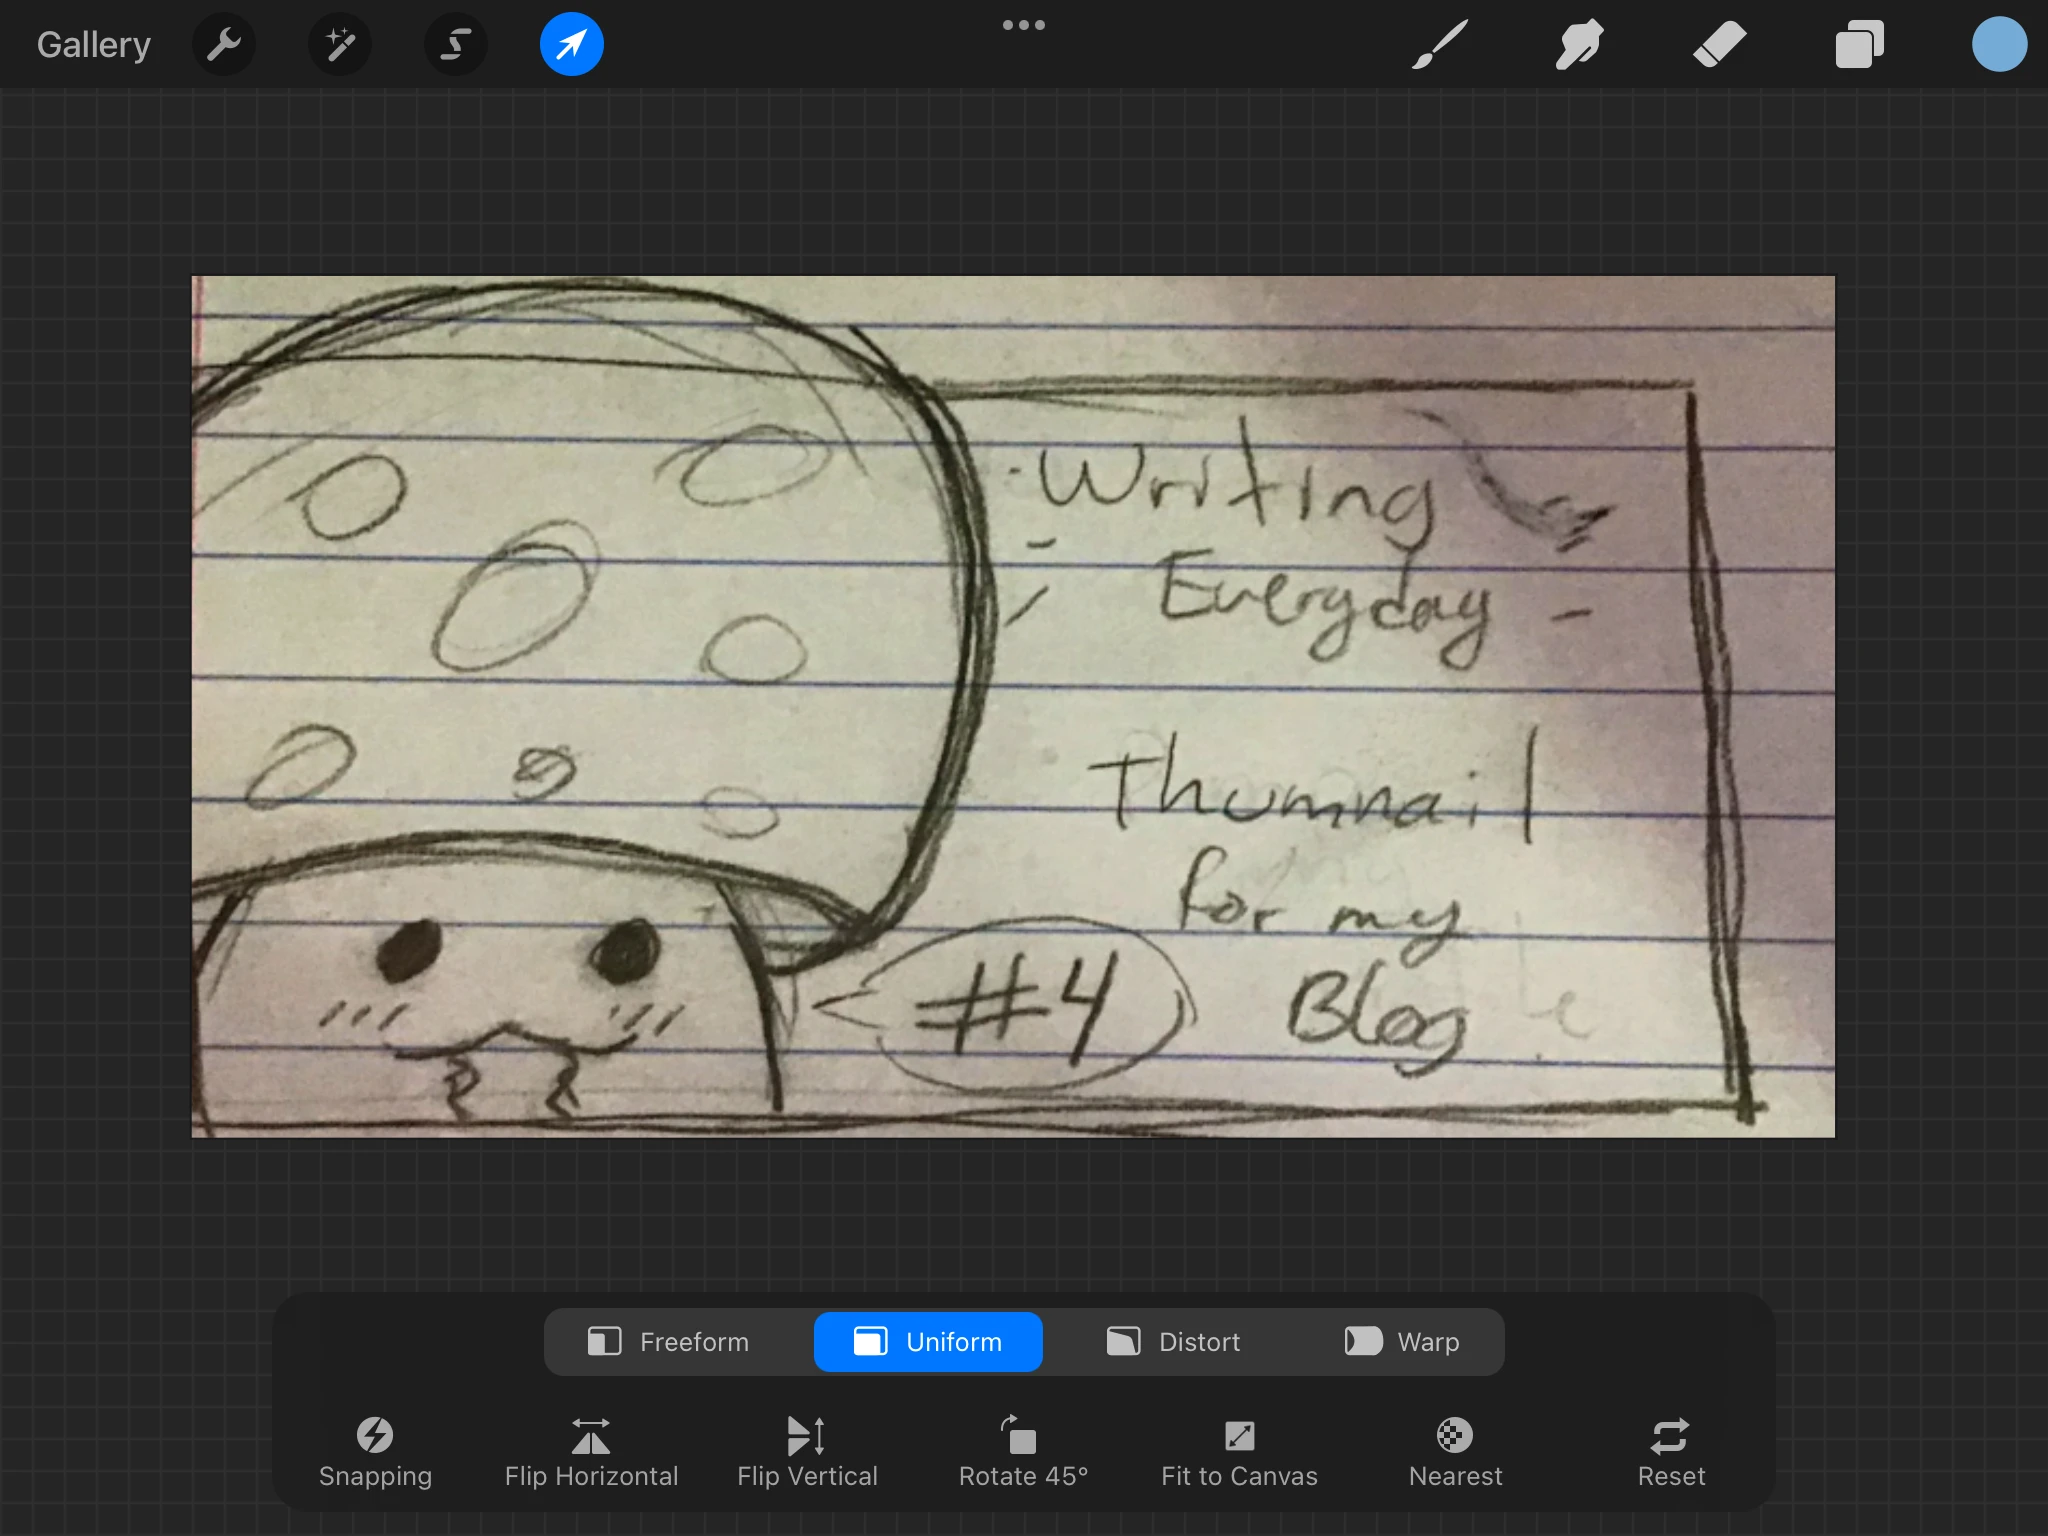 Gallery
Writing
Everyday
Thumnail
for my
Blog
#4
Freeform
Uniform
Distort
Warp
Snapping
Flip Horizontal
Flip Vertical
Rotate 45°
Fit to Canvas
Nearest
Reset